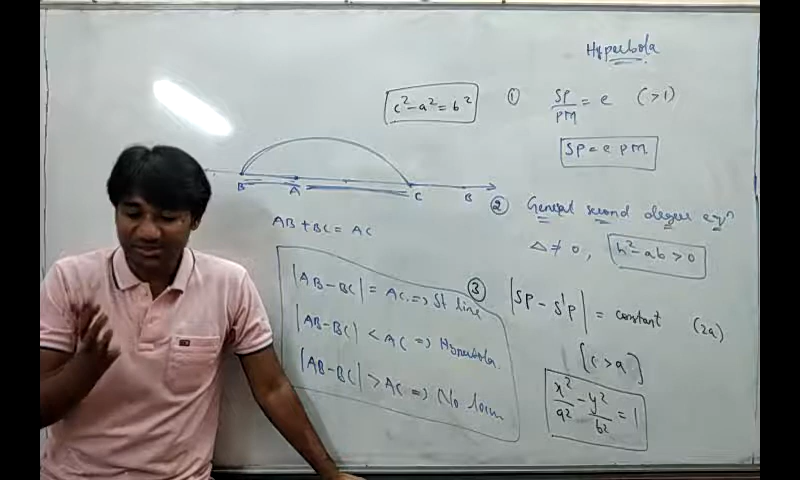 Hyperbola
c² - a² = b²
① SP/PM = e (>1)
SP = e PM
B A C B
② General second degree eqⁿ
Δ ≠ 0, h² - ab > 0
AB + BC = AC
|AB - BC| = AC ⇒ St line
|AB - BC| < AC ⇒ Hyperbola
|AB - BC| > AC ⇒ No locus
③ |SP - S'P| = constant (2a)
[c > a]
x²/a² - y²/b² = 1